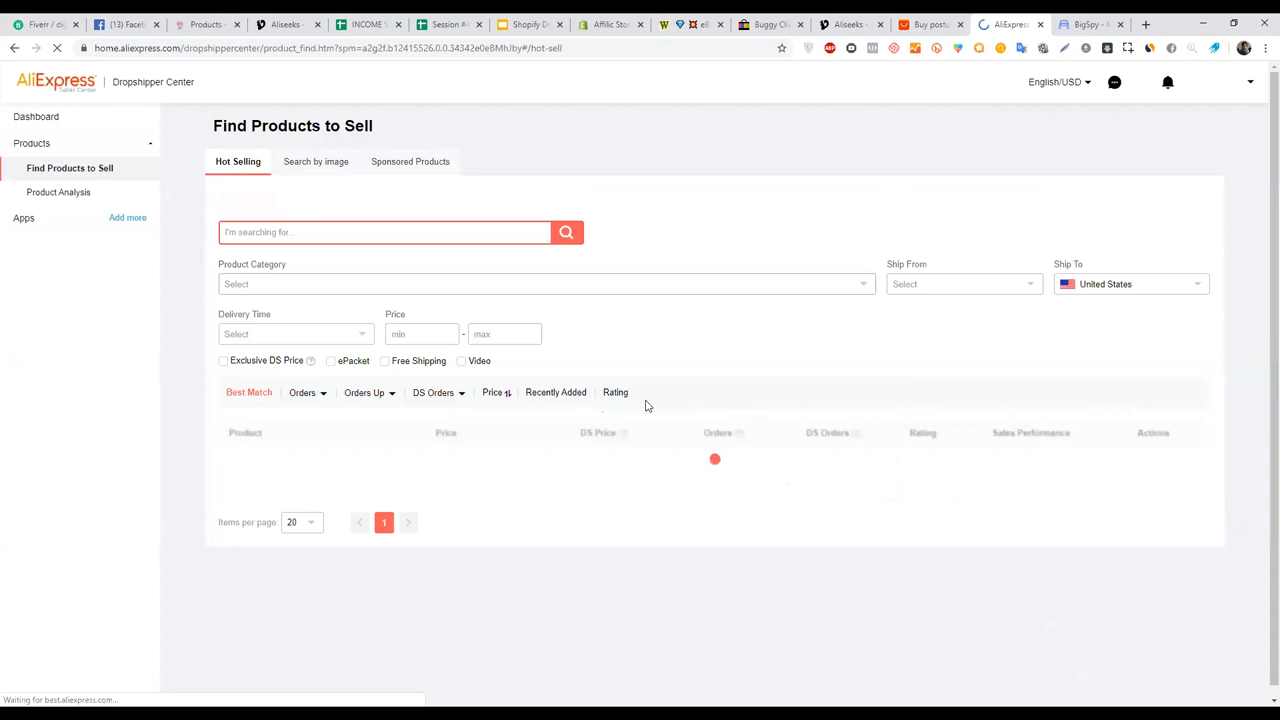 Fiverr / dig
(13) Faceb
Products -
Aliseeks -
INCOME S
Session #4
Shopify D
Affilic Sto
eB
Buggy Cli
Aliseeks -
Buy postu
AliExpress
BigSpy - #
home.aliexpress.com/dropshippercenter/product_find.htm?spm=a2g2f.b12415526.0.0.34342e0eBMhJby#/hot-sell
AliExpress
Seller Center
Dropshipper Center
English/USD
Dashboard
Products
Find Products to Sell
Product Analysis
Apps
Add more
Find Products to Sell
Hot Selling
Search by image
Sponsored Products
I'm searching for...
Product Category
Ship From
Ship To
Select
Select
United States
Delivery Time
Price
Select
min
-
max
Exclusive DS Price
ePacket
Free Shipping
Video
Best Match
Orders
Orders Up
DS Orders
Price
Recently Added
Rating
Product
Price
DS Price
Orders
DS Orders
Rating
Sales Performance
Actions
Items per page:
20
1
Waiting for best.aliexpress.com...